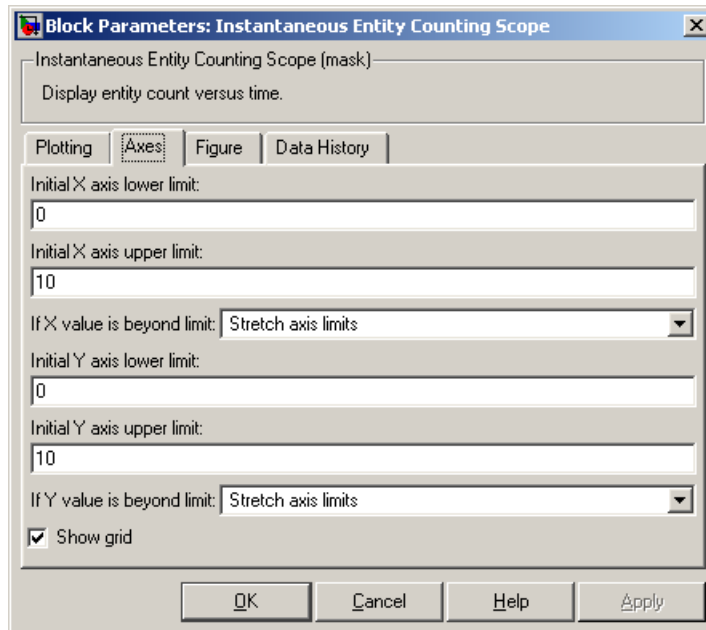 Block Parameters: Instantaneous Entity Counting Scope
Instantaneous Entity Counting Scope (mask)
Display entity count versus time.
Plotting Axes Figure Data History
Initial X axis lower limit:
0
Initial X axis upper limit:
10
If X value is beyond limit: Stretch axis limits
Initial Y axis lower limit:
0
Initial Y axis upper limit:
10
If Y value is beyond limit: Stretch axis limits
Show grid
OK Cancel Help Apply